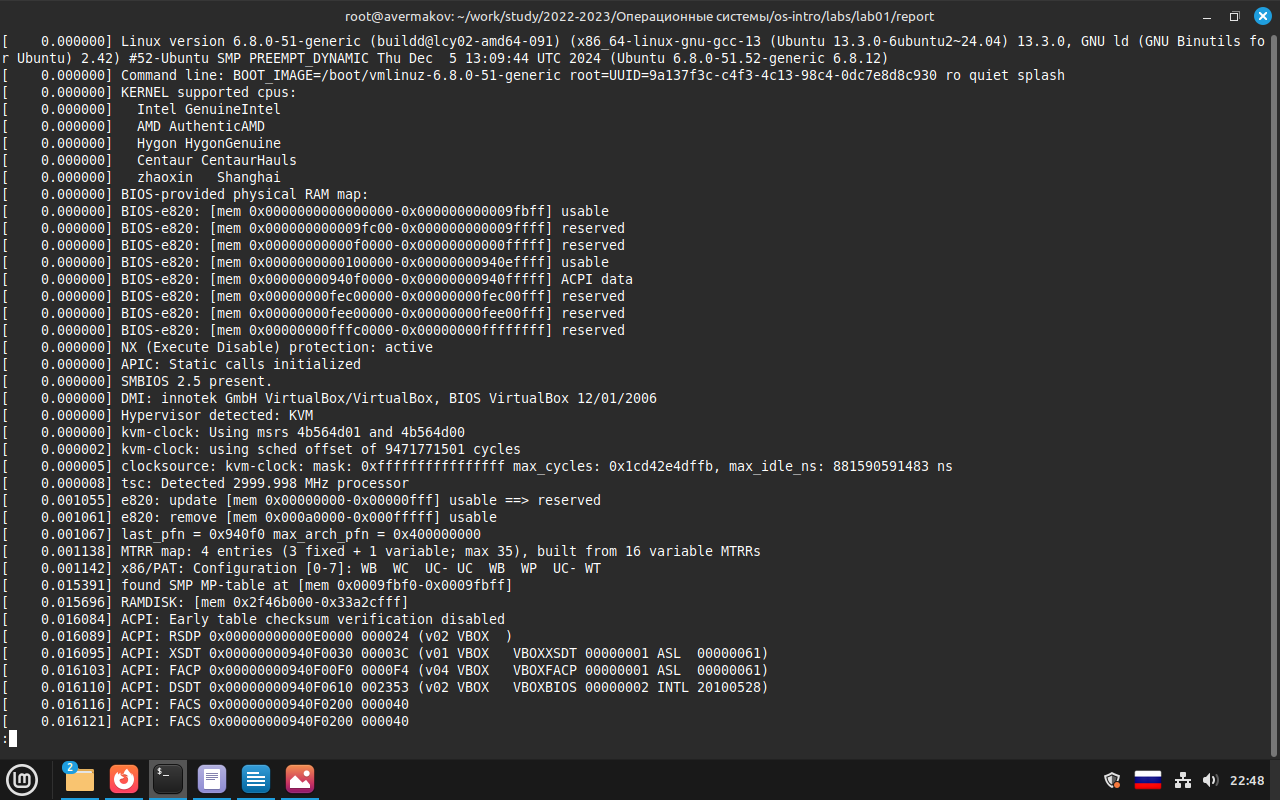 root@avermakov: ~/work/study/2022-2023/Операционные системы/os-intro/labs/lab01/report
[    0.000000] Linux version 6.8.0-51-generic (buildd@lcy02-amd64-091) (x86_64-linux-gnu-gcc-13 (Ubuntu 13.3.0-6ubuntu2~24.04) 13.3.0, GNU ld (GNU Binutils fo
r Ubuntu) 2.42) #52-Ubuntu SMP PREEMPT_DYNAMIC Thu Dec  5 13:09:44 UTC 2024 (Ubuntu 6.8.0-51.52-generic 6.8.12)
[    0.000000] Command line: BOOT_IMAGE=/boot/vmlinuz-6.8.0-51-generic root=UUID=9a137f3c-c4f3-4c13-98c4-0dc7e8d8c930 ro quiet splash
[    0.000000] KERNEL supported cpus:
[    0.000000]   Intel GenuineIntel
[    0.000000]   AMD AuthenticAMD
[    0.000000]   Hygon HygonGenuine
[    0.000000]   Centaur CentaurHauls
[    0.000000]   zhaoxin   Shanghai
[    0.000000] BIOS-provided physical RAM map:
[    0.000000] BIOS-e820: [mem 0x0000000000000000-0x000000000009fbff] usable
[    0.000000] BIOS-e820: [mem 0x000000000009fc00-0x000000000009ffff] reserved
[    0.000000] BIOS-e820: [mem 0x00000000000f0000-0x00000000000fffff] reserved
[    0.000000] BIOS-e820: [mem 0x0000000000100000-0x00000000940effff] usable
[    0.000000] BIOS-e820: [mem 0x00000000940f0000-0x00000000940fffff] ACPI data
[    0.000000] BIOS-e820: [mem 0x00000000fec00000-0x00000000fec00fff] reserved
[    0.000000] BIOS-e820: [mem 0x00000000fee00000-0x00000000fee00fff] reserved
[    0.000000] BIOS-e820: [mem 0x00000000fffc0000-0x00000000ffffffff] reserved
[    0.000000] NX (Execute Disable) protection: active
[    0.000000] APIC: Static calls initialized
[    0.000000] SMBIOS 2.5 present.
[    0.000000] DMI: innotek GmbH VirtualBox/VirtualBox, BIOS VirtualBox 12/01/2006
[    0.000000] Hypervisor detected: KVM
[    0.000000] kvm-clock: Using msrs 4b564d01 and 4b564d00
[    0.000002] kvm-clock: using sched offset of 9471771501 cycles
[    0.000005] clocksource: kvm-clock: mask: 0xffffffffffffffff max_cycles: 0x1cd42e4dffb, max_idle_ns: 881590591483 ns
[    0.000008] tsc: Detected 2999.998 MHz processor
[    0.001055] e820: update [mem 0x00000000-0x00000fff] usable ==> reserved
[    0.001061] e820: remove [mem 0x000a0000-0x000fffff] usable
[    0.001067] last_pfn = 0x940f0 max_arch_pfn = 0x400000000
[    0.001138] MTRR map: 4 entries (3 fixed + 1 variable; max 35), built from 16 variable MTRRs
[    0.001142] x86/PAT: Configuration [0-7]: WB  WC  UC- UC  WB  WP  UC- WT
[    0.015391] found SMP MP-table at [mem 0x0009fbf0-0x0009fbff]
[    0.015696] RAMDISK: [mem 0x2f46b000-0x33a2cfff]
[    0.016084] ACPI: Early table checksum verification disabled
[    0.016089] ACPI: RSDP 0x00000000000E0000 000024 (v02 VBOX  )
[    0.016095] ACPI: XSDT 0x00000000940F0030 00003C (v01 VBOX   VBOXXSDT 00000001 ASL  00000061)
[    0.016103] ACPI: FACP 0x00000000940F00F0 0000F4 (v04 VBOX   VBOXFACP 00000001 ASL  00000061)
[    0.016110] ACPI: DSDT 0x00000000940F0610 002353 (v02 VBOX   VBOXBIOS 00000002 INTL 20100528)
[    0.016116] ACPI: FACS 0x00000000940F0200 000040
[    0.016121] ACPI: FACS 0x00000000940F0200 000040
:
2
$_
22:48